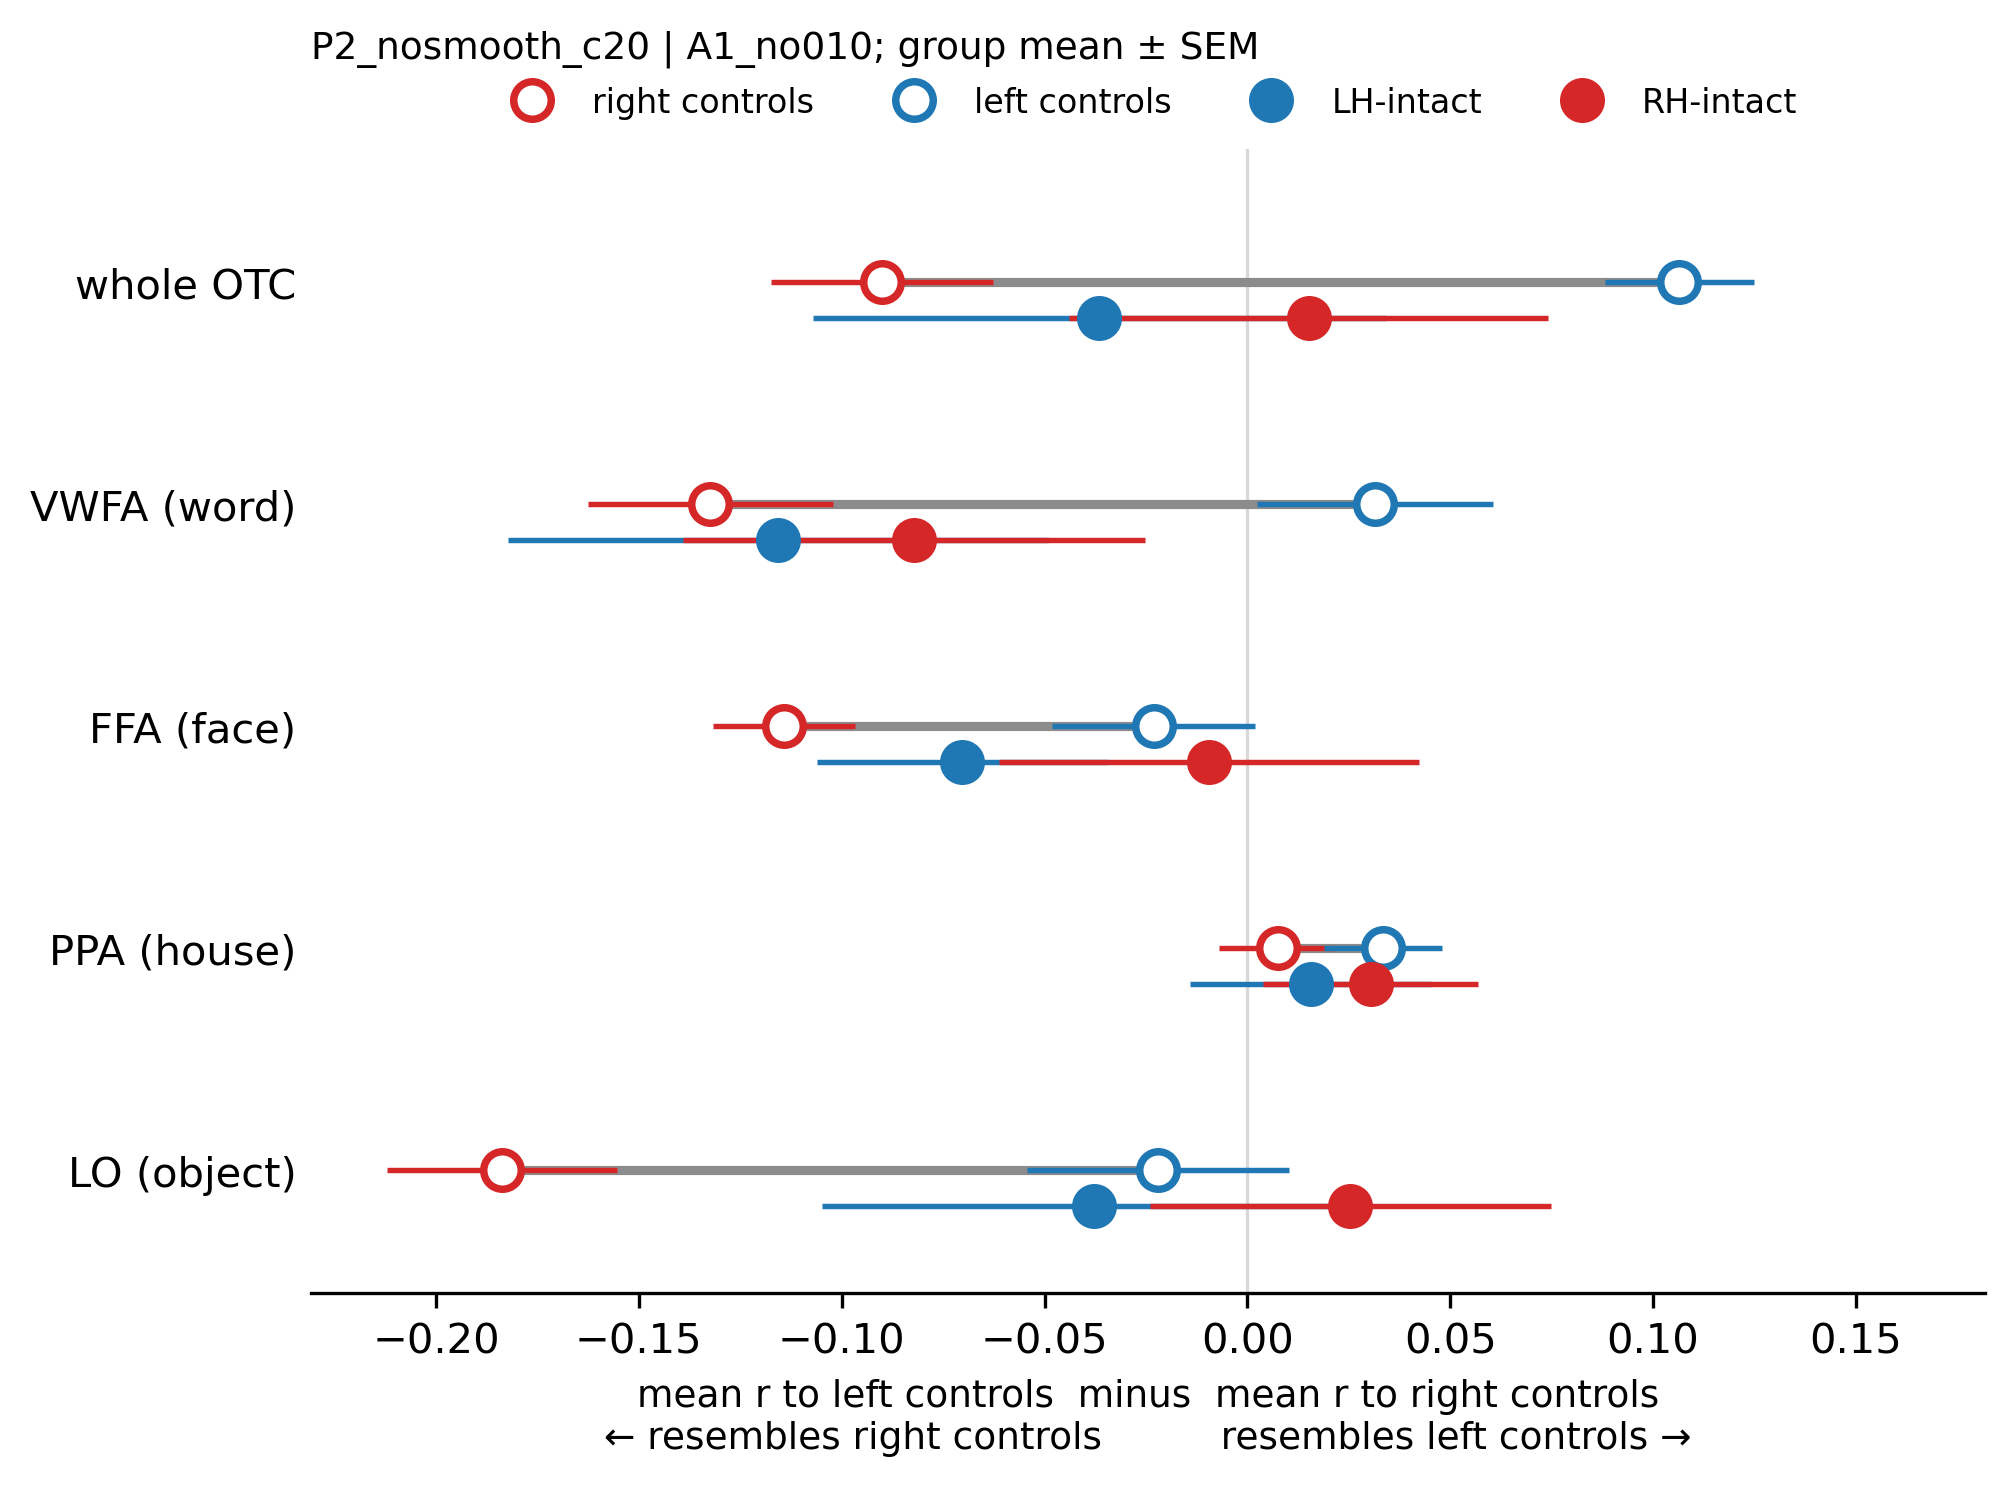 P2_nosmooth_c20 | A1_no010; group mean ± SEM
right controls left controls LH-intact RH-intact
whole OTC
VWFA (word)
FFA (face)
PPA (house)
LO (object)
−0.20 −0.15 −0.10 −0.05 0.00 0.05 0.10 0.15
mean r to left controls minus mean r to right controls
← resembles right controls resembles left controls →